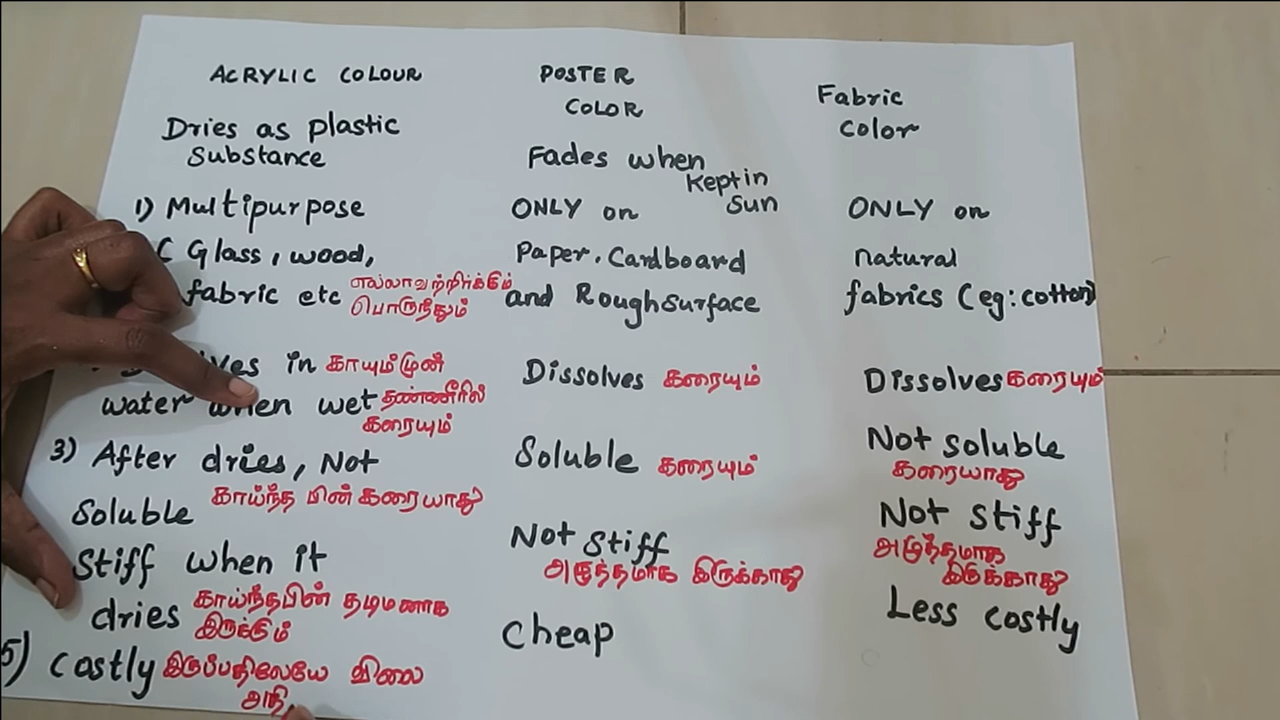 ACRYLIC COLOUR
Dries as plastic
Substance
1) Multipurpose
( Glass, wood,
fabric etc எல்லாவற்றிற்க்கும்
பொருந்தும்
in காயும்முன்
water when wet தண்ணீரில்
கரையும்
3) After dries, Not
காய்ந்த பின் கரையாது
Soluble
Stiff when it
dries காய்ந்தபின் தடிமனாக
இருக்கும்
5) Costly இருப்பதிலேயே விலை
POSTER
COLOR
Fades when
kept in
Sun
ONLY on
Paper, Cardboard
and Rough surface
Dissolves கரையும்
Soluble கரையும்
Not stiff
அழுத்தமாக இருக்காது
Cheap
Fabric
Color
ONLY on
natural
fabrics (eg: cotton)
Dissolves கரையும்
Not soluble
கரையாது
Not stiff
அழுத்தமாக
இருக்காது
Less costly